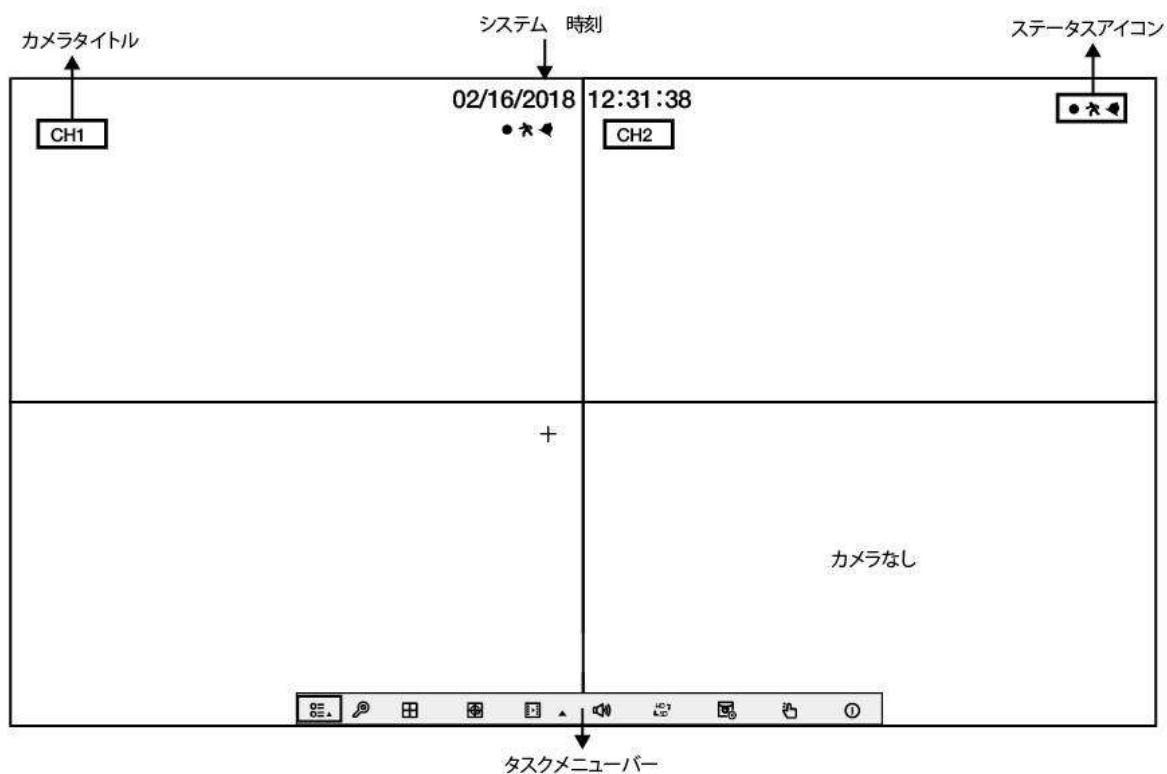 カメラタイトル
システム 時刻
ステータスアイコン
02/16/2018 12:31:38
CH1
CH2
カメラなし
HD
SD
タスクメニューバー